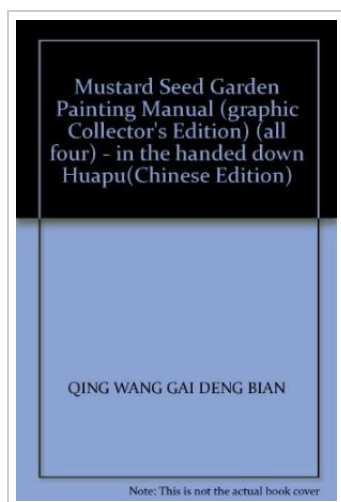 Mustard Seed Garden
Painting Manual (graphic
Collector's Edition) (all
four) - in the handed down
Huapu(Chinese Edition)
QING WANG GAI DENG BIAN
Note: This is not the actual book cover